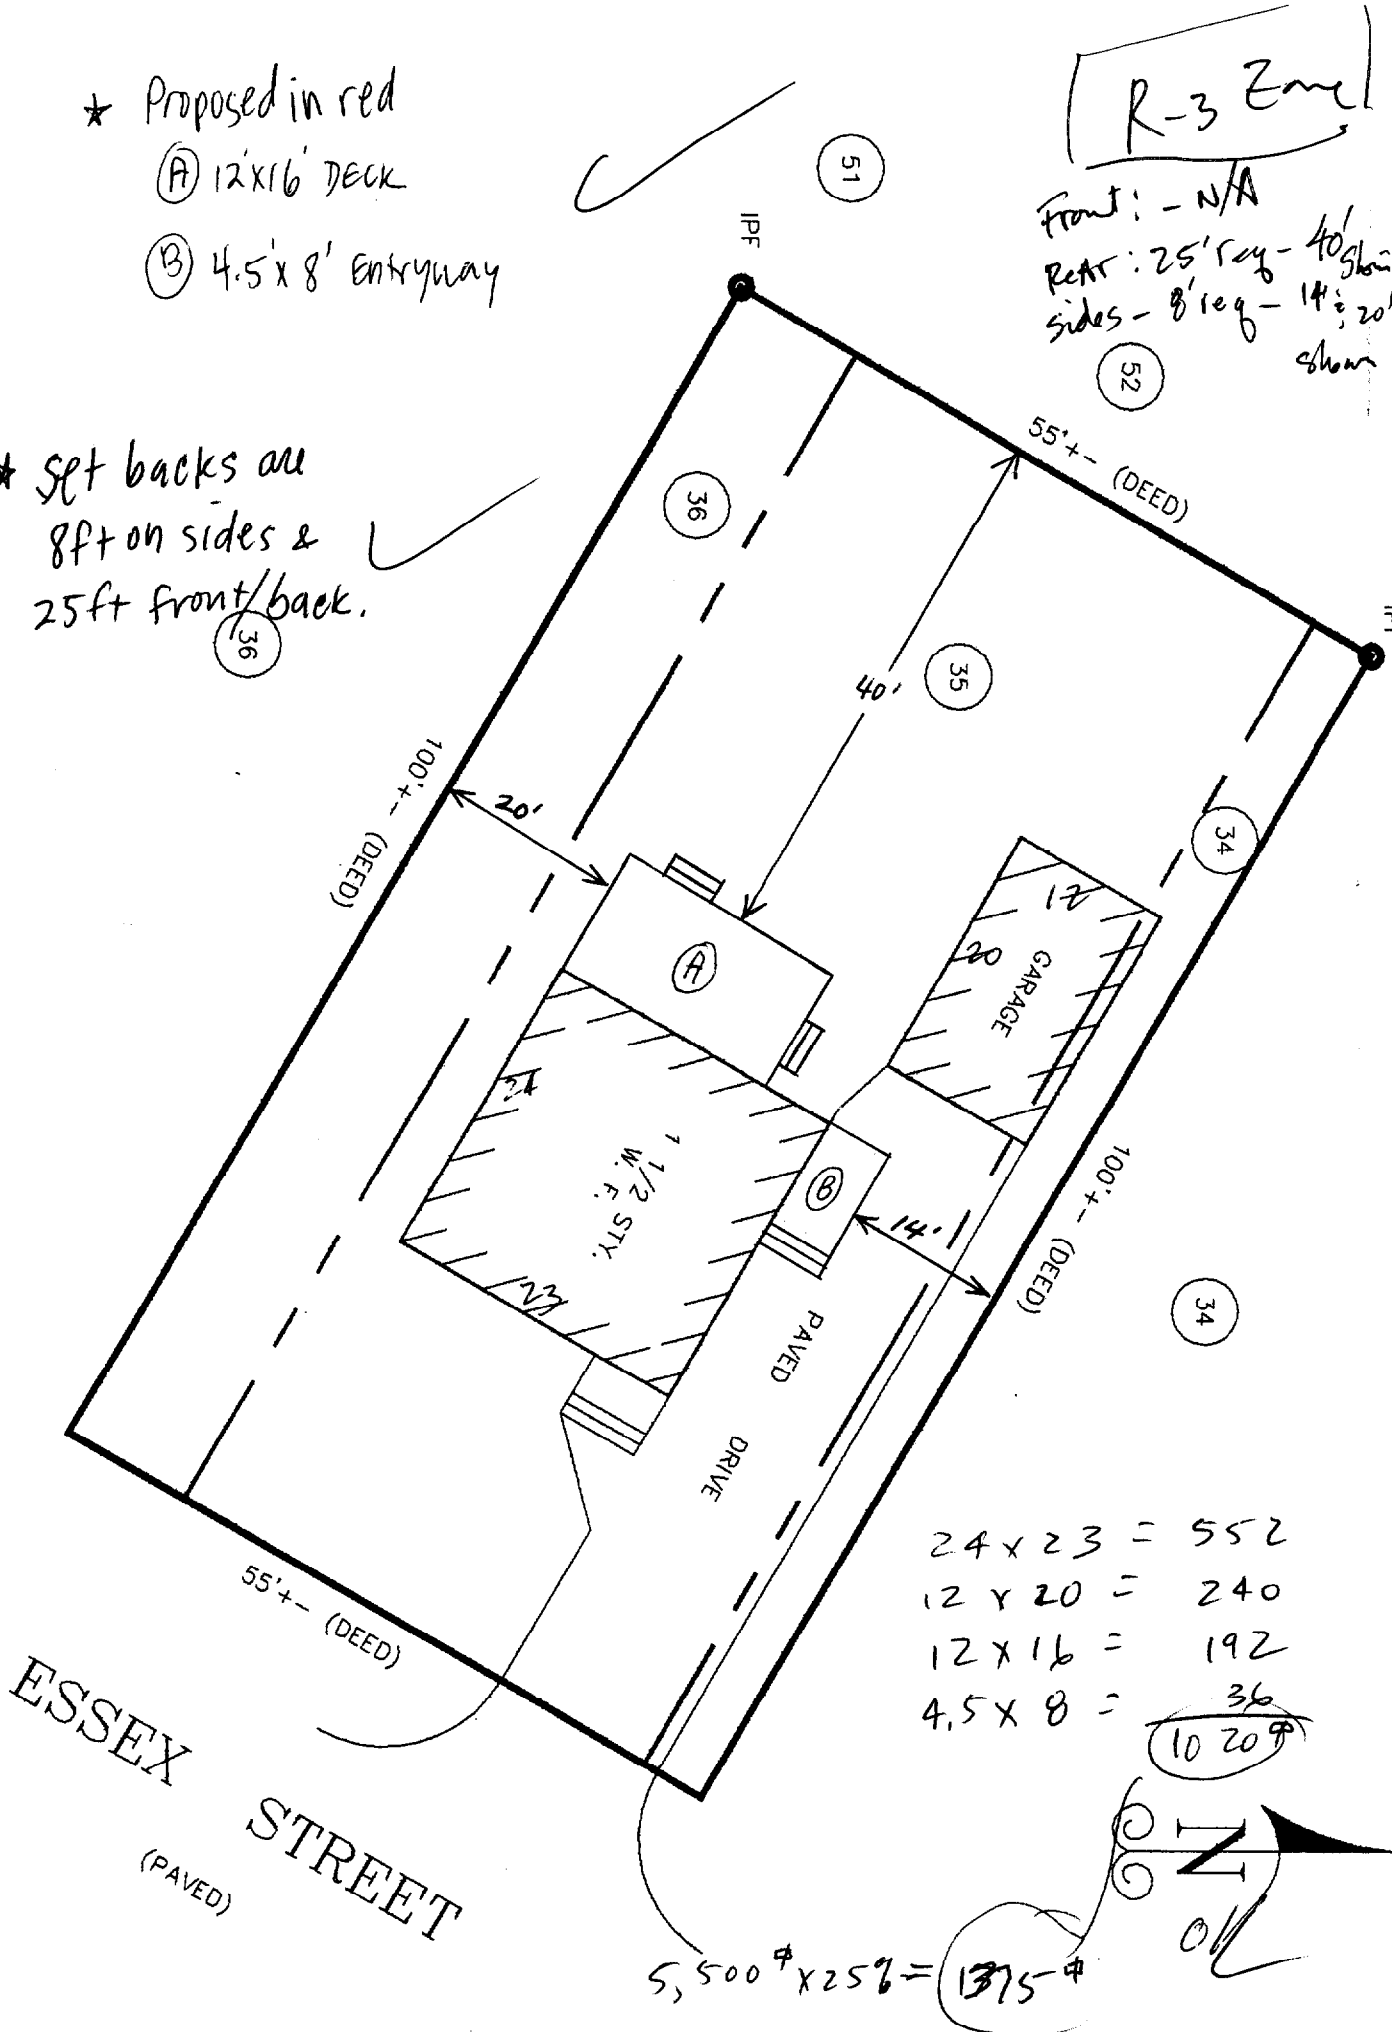 ★ Proposed in red
Ⓐ 12'x16' DECK
Ⓑ 4.5'x8' Entryway
R-3 Zone
Front: - N/A
Rear: 25' req - 40' shown
sides - 8' req - 14' & 20'
shown
★ set backs are
8ft on sides &
25ft front/back.
51
IPF
52
55'+- (DEED)
36
36
35
40'
34
100'+- (DEED)
20'
12
20
GARAGE
A
24
1 1/2 STY.
W. F.
23
B
14'
100'+- (DEED)
34
PAVED
DRIVE
55'+- (DEED)
ESSEX STREET
(PAVED)
24 x 23 = 552
12 x 20 = 240
12 x 16 = 192
4.5 x 8 = 36
1020
N
OK
5,500 x 25% = 1375